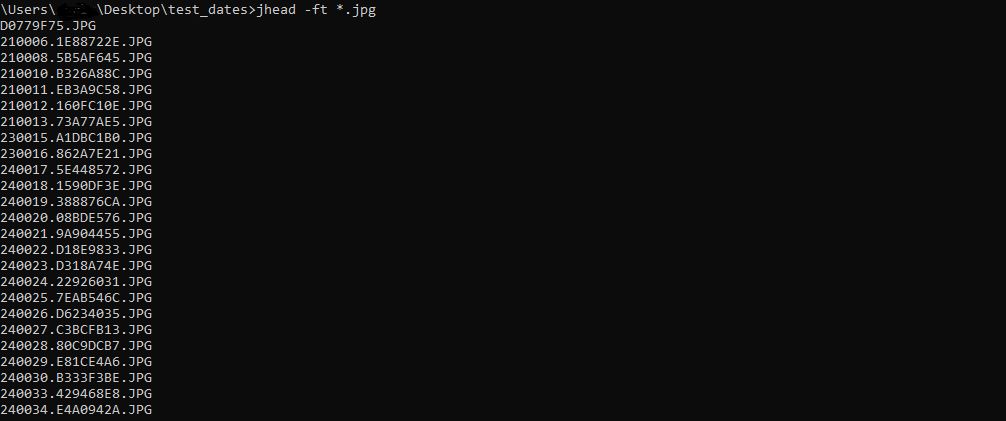 \Users\ \Desktop\test_dates>jhead -ft *.jpg
D0779F75.JPG
210006.1E88722E.JPG
210008.5B5AF645.JPG
210010.B326A88C.JPG
210011.EB3A9C58.JPG
210012.160FC10E.JPG
210013.73A77AE5.JPG
230015.A1DBC1B0.JPG
230016.862A7E21.JPG
240017.5E448572.JPG
240018.1590DF3E.JPG
240019.388876CA.JPG
240020.08BDE576.JPG
240021.9A904455.JPG
240022.D18E9833.JPG
240023.D318A74E.JPG
240024.22926031.JPG
240025.7EAB546C.JPG
240026.D6234035.JPG
240027.C3BCFB13.JPG
240028.80C9DCB7.JPG
240029.E81CE4A6.JPG
240030.B333F3BE.JPG
240033.429468E8.JPG
240034.E4A0942A.JPG